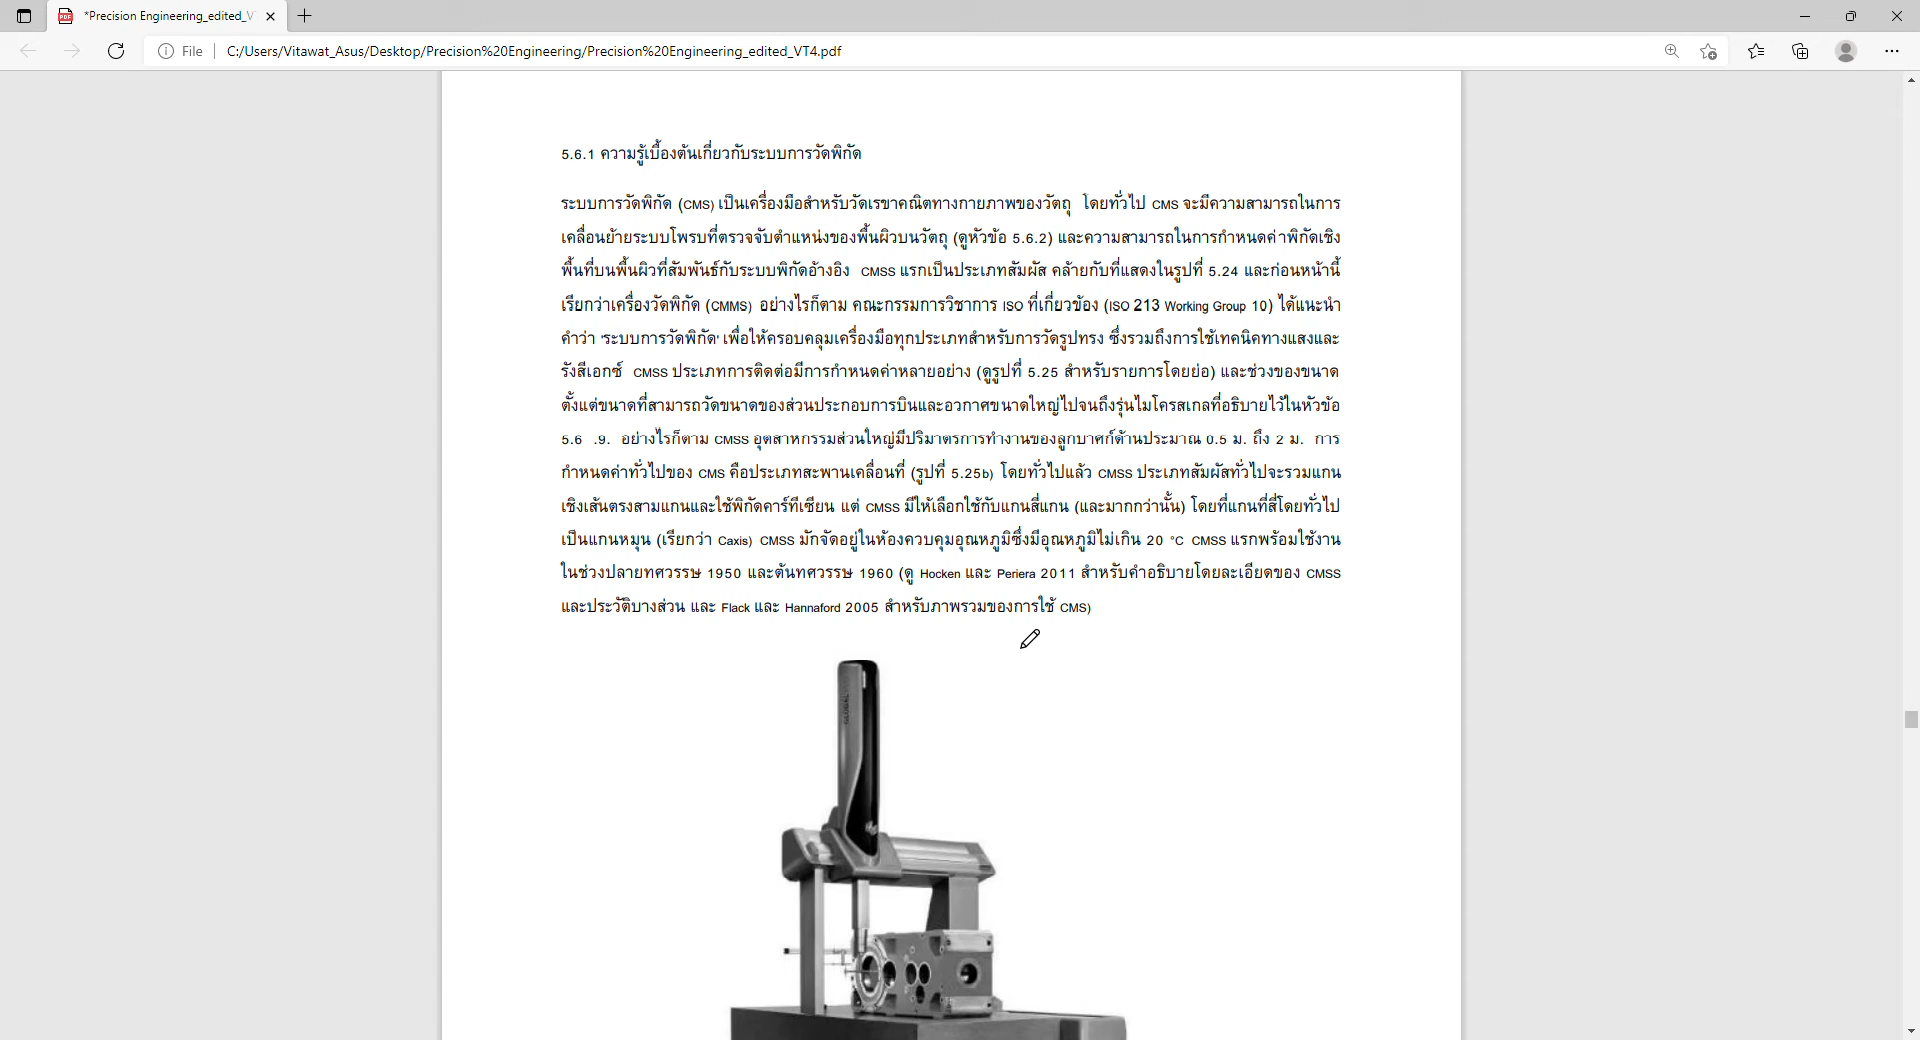 *Precision Engineering_edited_V
File
C:/Users/Vitawat_Asus/Desktop/Precision%20Engineering/Precision%20Engineering_edited_VT4.pdf
5.6.1 ความรู้เบื้องต้นเกี่ยวกับระบบการวัดพิกัด
ระบบการวัดพิกัด (CMS) เป็นเครื่องมือสำหรับวัดเรขาคณิตทางกายภาพของวัตถุ โดยทั่วไป CMS จะมีความสามารถในการ
เคลื่อนย้ายระบบโพรบที่ตรวจจับตำแหน่งของพื้นผิวบนวัตถุ (ดูหัวข้อ 5.6.2) และความสามารถในการกำหนดค่าพิกัดเชิง
พื้นที่บนพื้นผิวที่สัมพันธ์กับระบบพิกัดอ้างอิง CMSS แรกเป็นประเภทสัมผัส คล้ายกับที่แสดงในรูปที่ 5.24 และก่อนหน้านี้
เรียกว่าเครื่องวัดพิกัด (CMMS) อย่างไรก็ตาม คณะกรรมการวิชาการ ISO ที่เกี่ยวข้อง (ISO 213 Working Group 10) ได้แนะนำ
คำว่า 'ระบบการวัดพิกัด' เพื่อให้ครอบคลุมเครื่องมือทุกประเภทสำหรับการวัดรูปทรง ซึ่งรวมถึงการใช้เทคนิคทางแสงและ
รังสีเอกซ์ CMSS ประเภทการติดต่อมีการกำหนดค่าหลายอย่าง (ดูรูปที่ 5.25 สำหรับรายการโดยย่อ) และช่วงของขนาด
ตั้งแต่ขนาดที่สามารถวัดขนาดของส่วนประกอบการบินและอวกาศขนาดใหญ่ไปจนถึงรุ่นไมโครสเกลที่อธิบายไว้ในหัวข้อ
5.6 .9. อย่างไรก็ตาม CMSS อุตสาหกรรมส่วนใหญ่มีปริมาตรการทำงานของลูกบาศก์ด้านประมาณ 0.5 ม. ถึง 2 ม. การ
กำหนดค่าทั่วไปของ CMS คือประเภทสะพานเคลื่อนที่ (รูปที่ 5.25b) โดยทั่วไปแล้ว CMSS ประเภทสัมผัสทั่วไปจะรวมแกน
เชิงเส้นตรงสามแกนและใช้พิกัดคาร์ทีเซียน แต่ CMSS มีให้เลือกใช้กับแกนสี่แกน (และมากกว่านั้น) โดยที่แกนที่สี่โดยทั่วไป
เป็นแกนหมุน (เรียกว่า Caxis) CMSS มักจัดอยู่ในห้องควบคุมอุณหภูมิซึ่งมีอุณหภูมิไม่เกิน 20 °C CMSS แรกพร้อมใช้งาน
ในช่วงปลายทศวรรษ 1950 และต้นทศวรรษ 1960 (ดู Hocken และ Periera 2011 สำหรับคำอธิบายโดยละเอียดของ CMSS
และประวัติบางส่วน และ Flack และ Hannaford 2005 สำหรับภาพรวมของการใช้ CMS)
GLOBAL